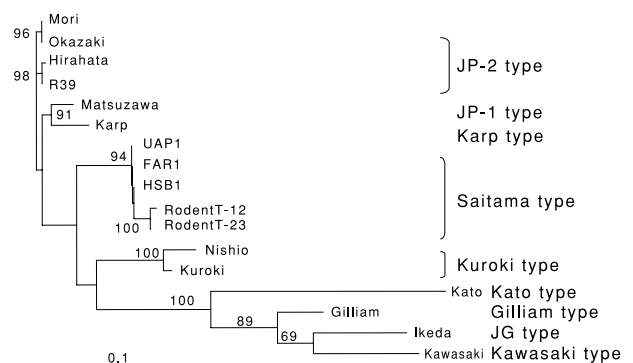 Mori
96
Okazaki
Hirahata
JP-2 type
98
R39
Matsuzawa
JP-1 type
91
Karp
Karp type
UAP1
94
FAR1
HSB1
Saitama type
RodentT-12
100
RodentT-23
Nishio
100
Kuroki type
Kuroki
Kato Kato type
100
Gilliam Gilliam type
89
Ikeda JG type
69
Kawasaki Kawasaki type
0.1